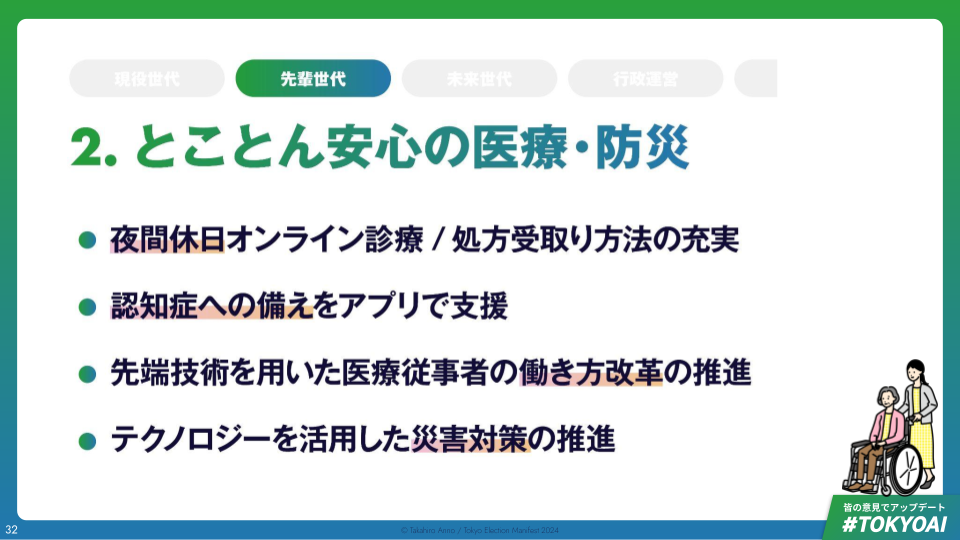 現役世代
先輩世代
未来世代
行政運営
2. とことん安心の医療・防災
夜間休日オンライン診療 / 処方受取り方法の充実
認知症への備えをアプリで支援
先端技術を用いた医療従事者の働き方改革の推進
テクノロジーを活用した災害対策の推進
皆の意見でアップデート
#TOKYOAI
32
© Takahiro Anno / Tokyo Election Manifest 2024